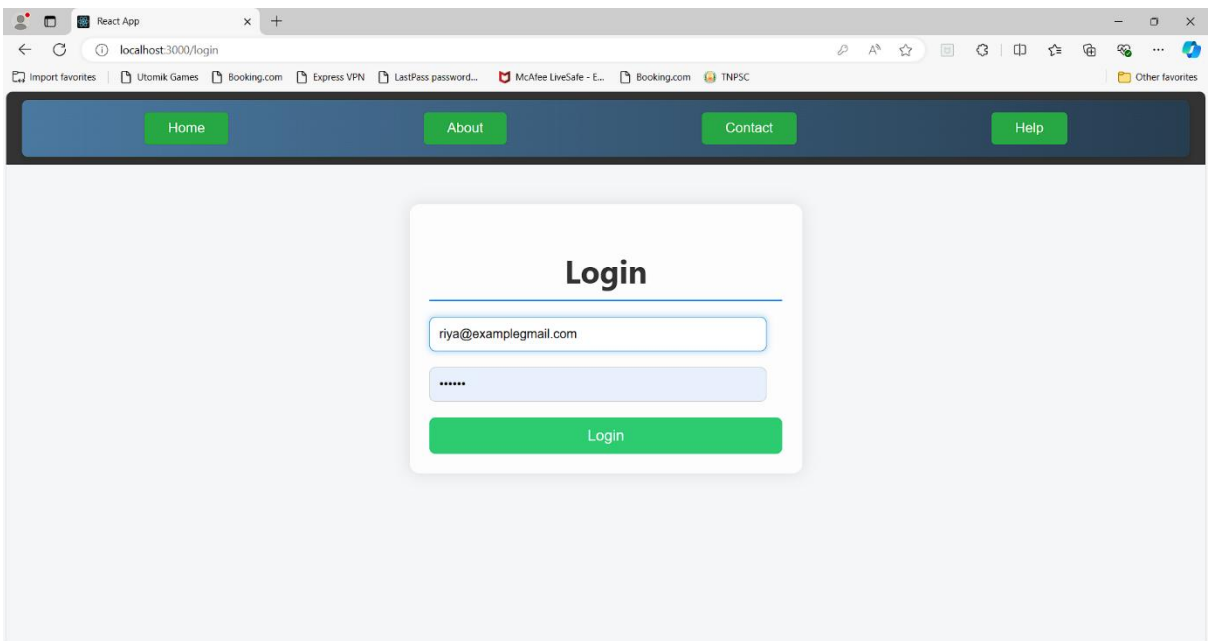 React App
localhost:3000/login
Import favorites Utomik Games Booking.com Express VPN LastPass password... McAfee LiveSafe - E... Booking.com TNPSC Other favorites
Home About Contact Help
Login
riya@examplegmail.com
••••••
Login